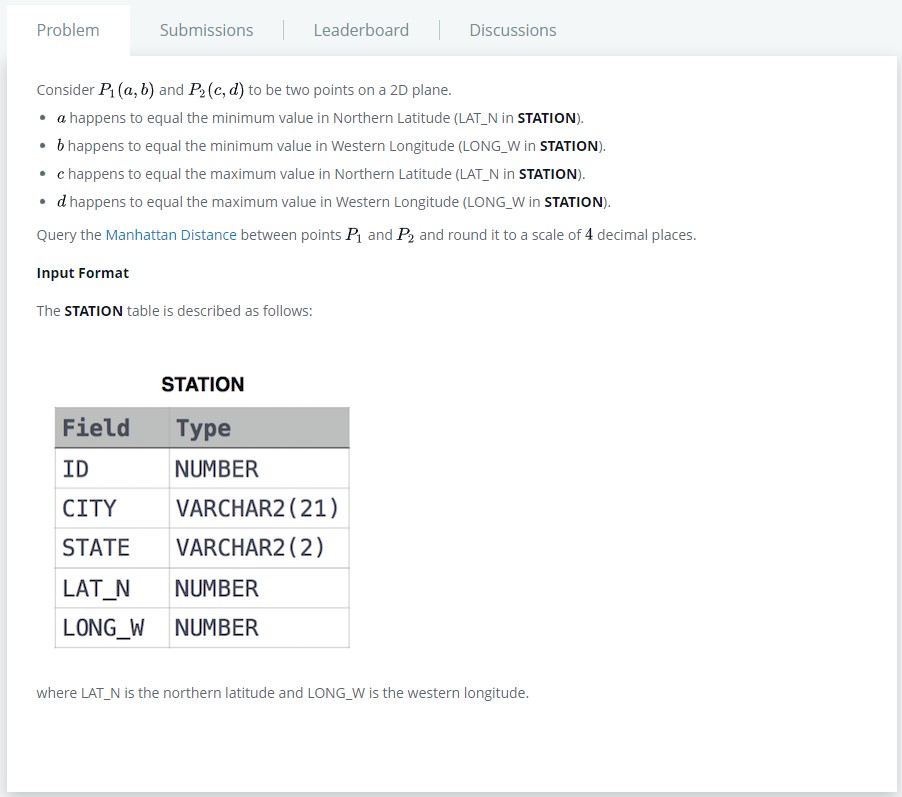 Problem
Submissions
Leaderboard
Discussions
Consider P₁(a, b) and P₂(c, d) to be two points on a 2D plane.
• a happens to equal the minimum value in Northern Latitude (LAT_N in STATION).
• b happens to equal the minimum value in Western Longitude (LONG_W in STATION).
• c happens to equal the maximum value in Northern Latitude (LAT_N in STATION).
• d happens to equal the maximum value in Western Longitude (LONG_W in STATION).
Query the Manhattan Distance between points P₁ and P₂ and round it to a scale of 4 decimal places.
Input Format
The STATION table is described as follows:
STATION
Field Type
ID NUMBER
CITY VARCHAR2(21)
STATE VARCHAR2(2)
LAT_N NUMBER
LONG_W NUMBER
where LAT_N is the northern latitude and LONG_W is the western longitude.